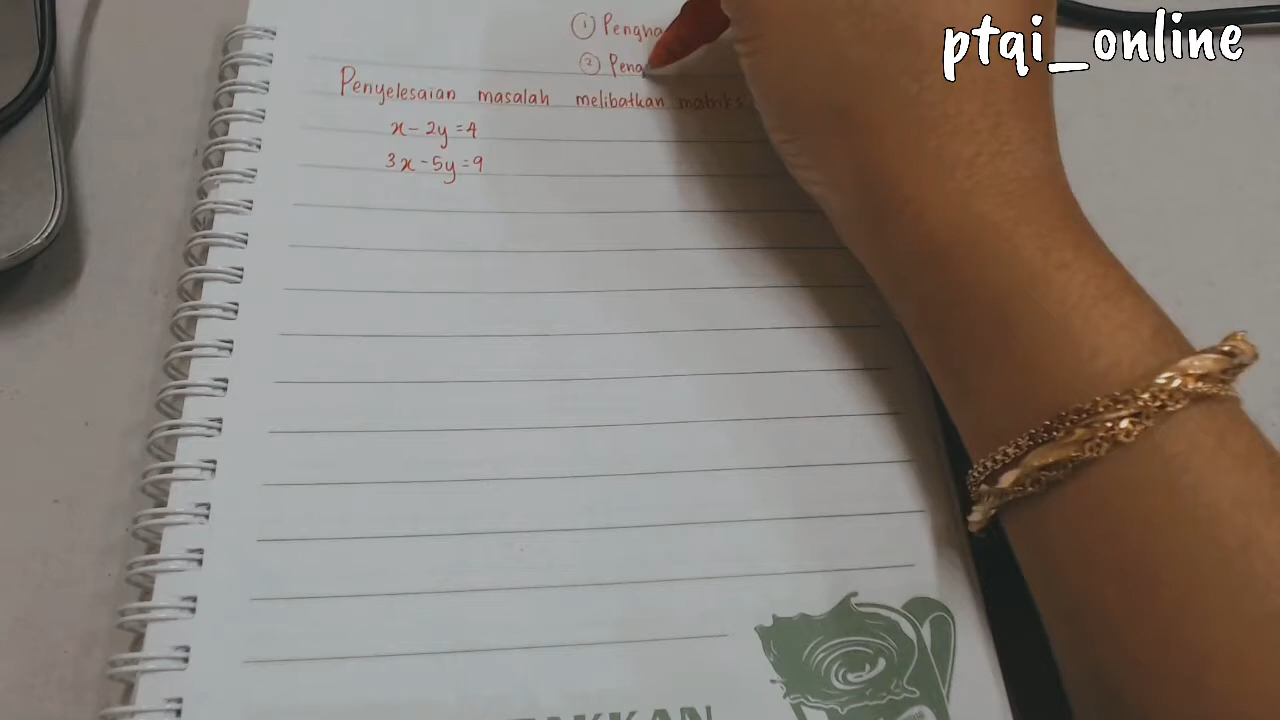 ptqi_online
① Pengha
② Peng
Penyelesaian masalah melibatkan matriks
x - 2y = 4
3x - 5y = 9